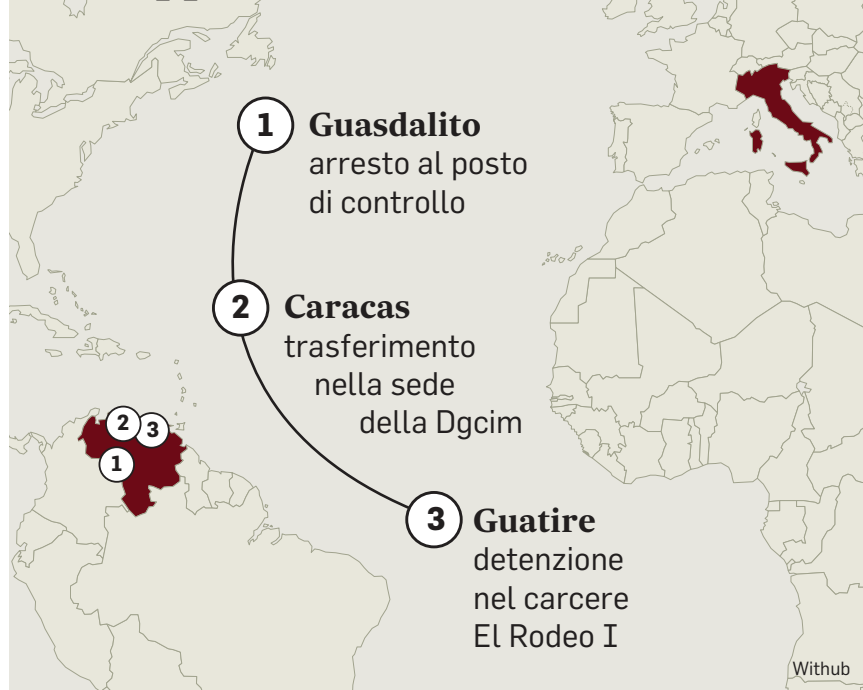 1 Guasdalito
arresto al posto
di controllo
2 Caracas
trasferimento
nella sede
della Dgcim
2
3
1
3 Guatire
detenzione
nel carcere
El Rodeo I
Withub